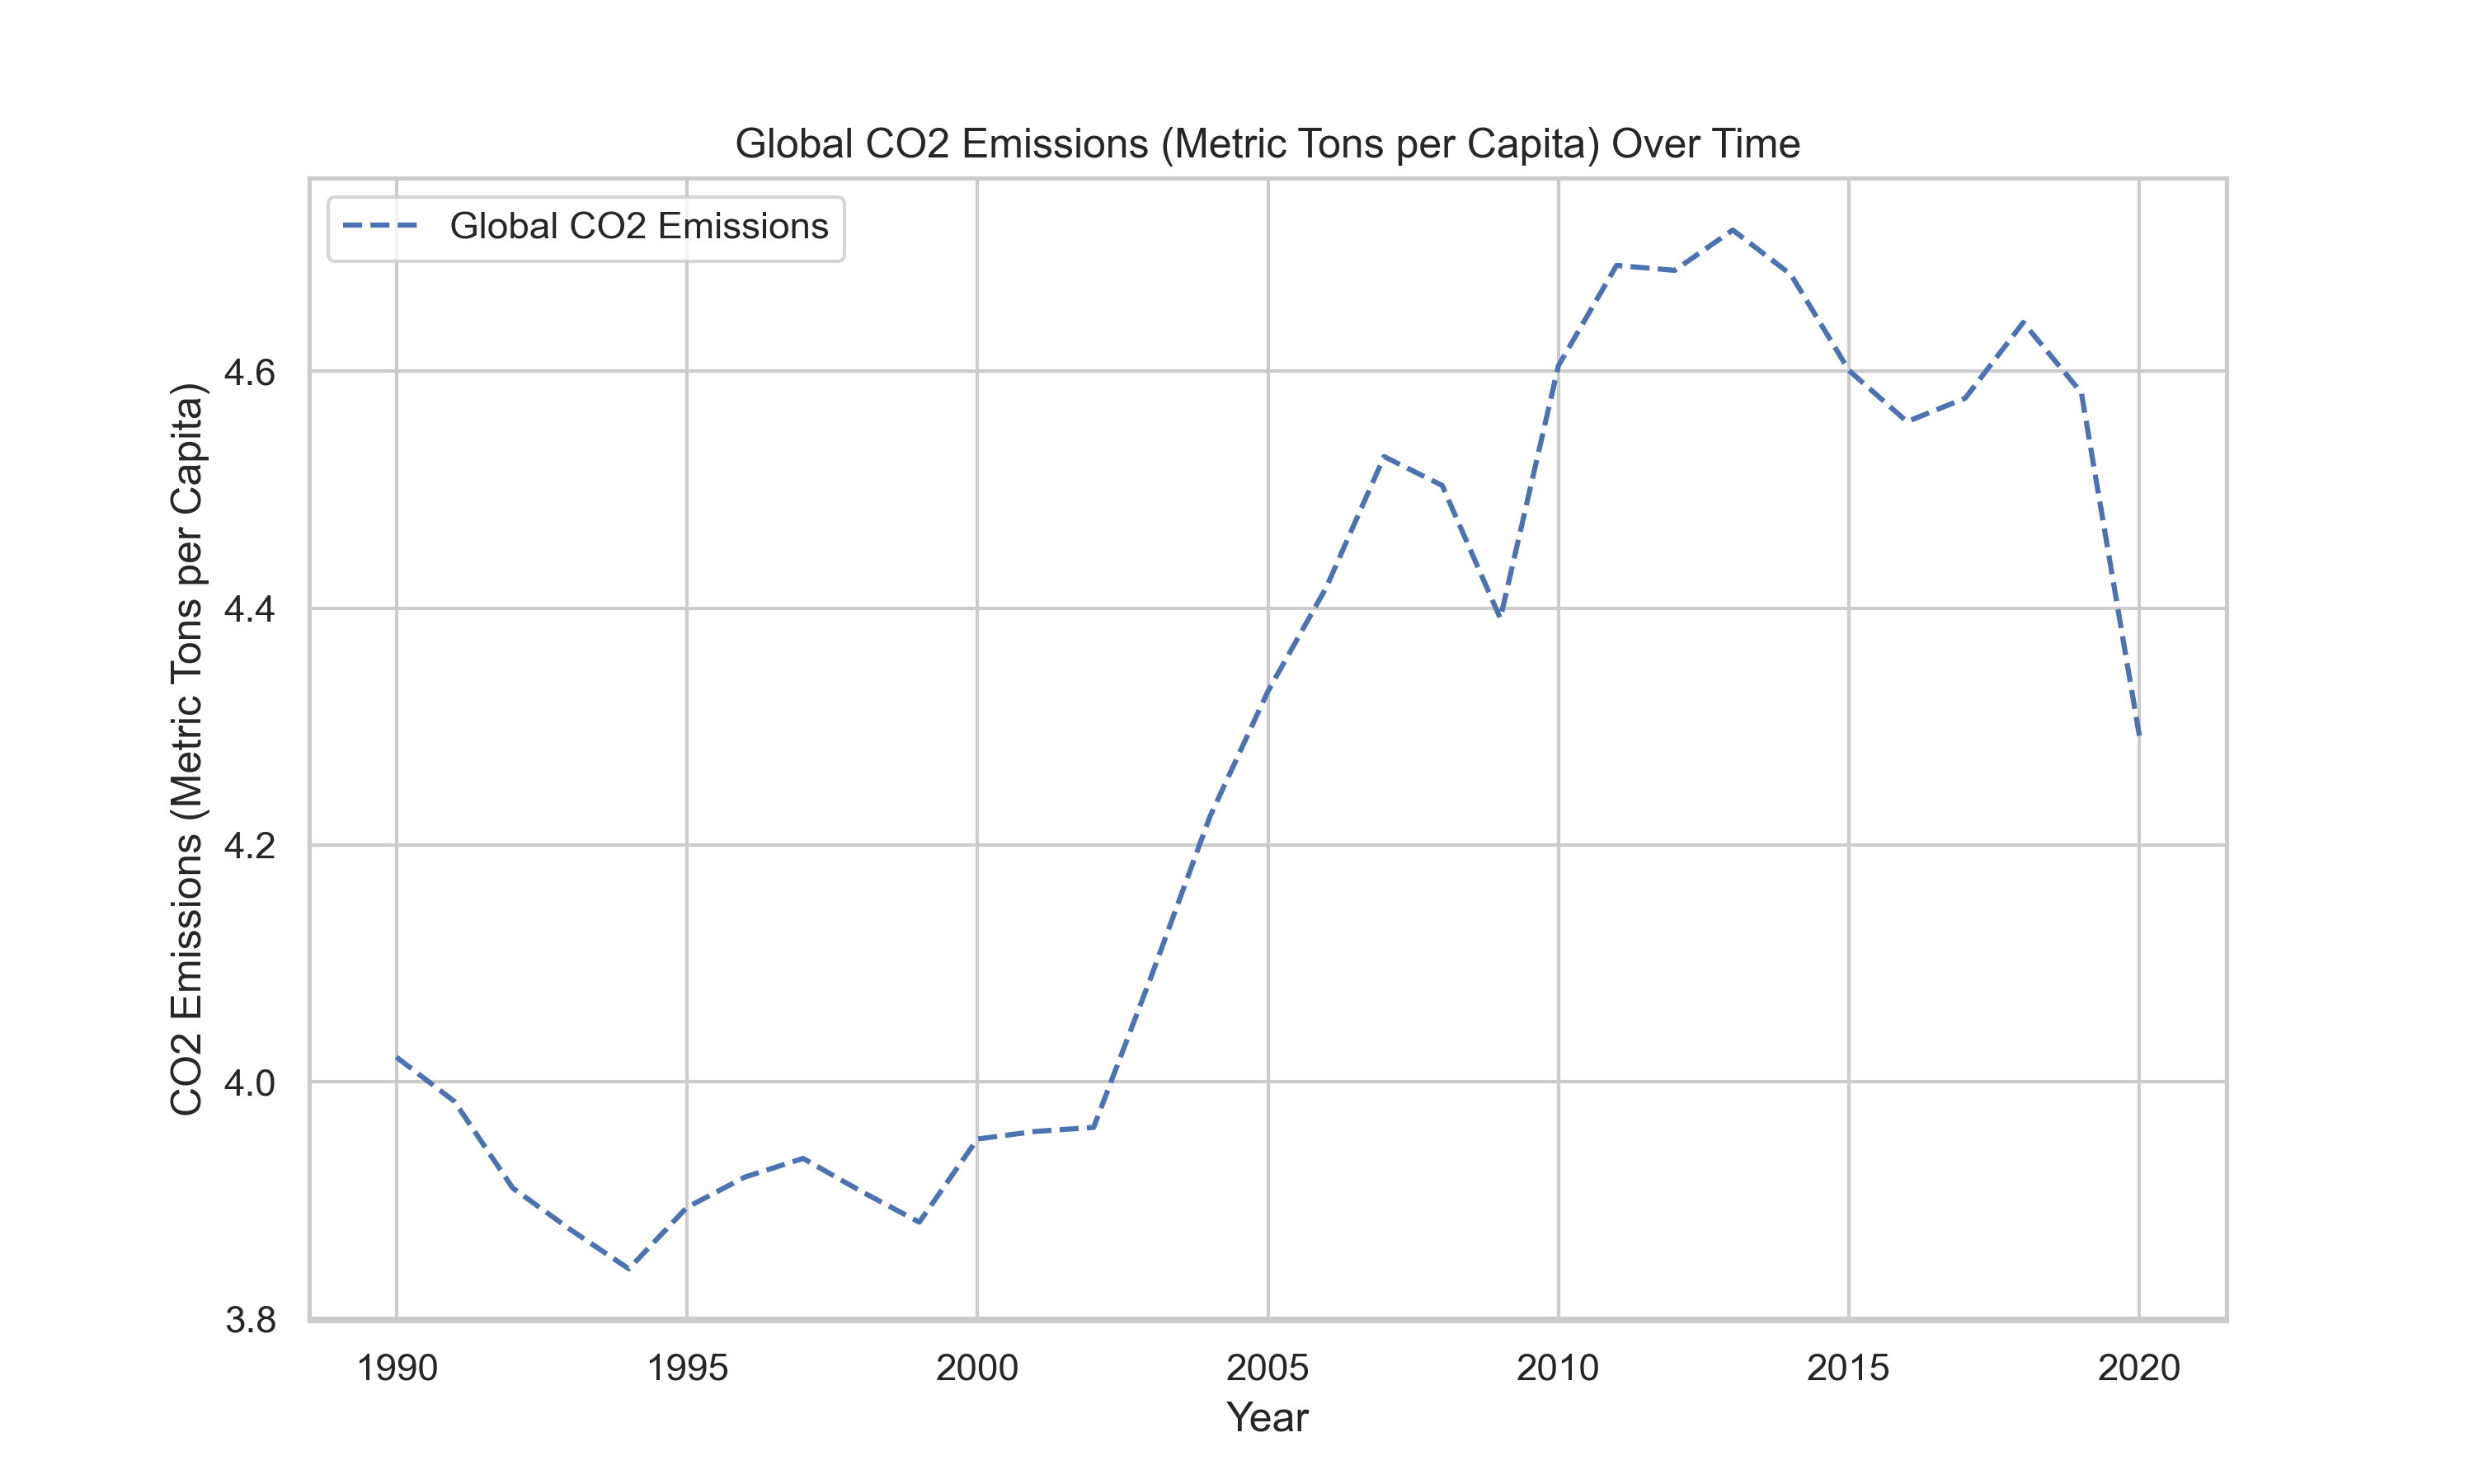 Global CO2 Emissions (Metric Tons per Capita) Over Time
Global CO2 Emissions
CO2 Emissions (Metric Tons per Capita)
4.6
4.4
4.2
4.0
3.8
1990 1995 2000 2005 2010 2015 2020
Year